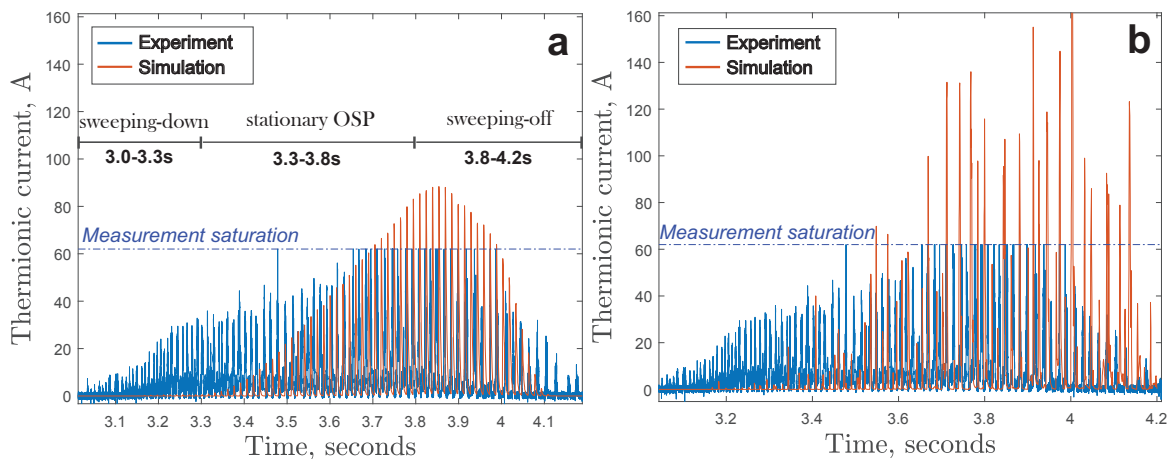 a
Experiment
Simulation
sweeping-down stationary OSP sweeping-off
3.0-3.3s 3.3-3.8s 3.8-4.2s
Measurement saturation
Thermionic current, A
160
140
120
100
80
60
40
20
0
3.1 3.2 3.3 3.4 3.5 3.6 3.7 3.8 3.9 4 4.1
Time, seconds
b
Experiment
Simulation
Measurement saturation
Thermionic current, A
160
140
120
100
80
60
40
20
0
3.2 3.4 3.6 3.8 4 4.2
Time, seconds